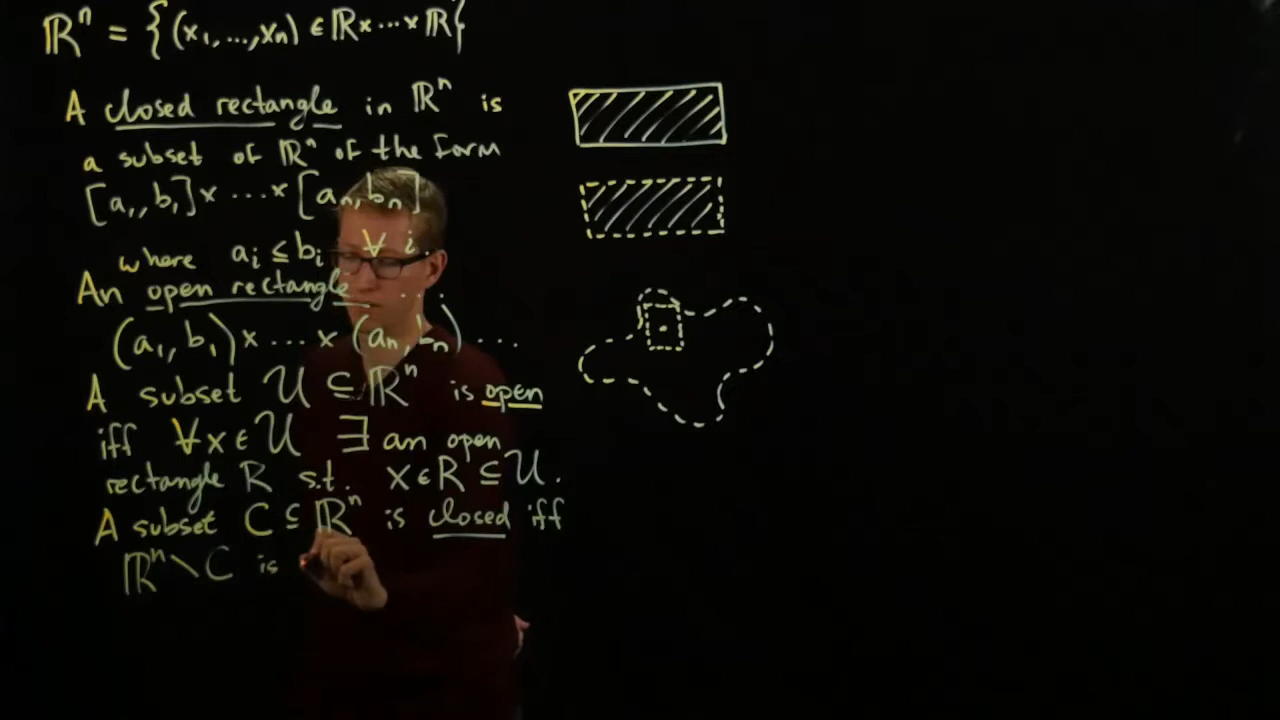 ℝⁿ = {(x₁,...,xₙ) ∈ ℝ×⋯×ℝ}
A closed rectangle in ℝⁿ is
a subset of ℝⁿ of the form
[a₁,b₁]×⋯×[aₙ,bₙ]
where aᵢ ≤ bᵢ ∀ i.
An open rectangle ...
(a₁,b₁)×⋯×(aₙ,bₙ)...
A subset U ⊆ ℝⁿ is open
iff ∀x∈U ∃ an open
rectangle R s.t. x∈R⊆U.
A subset C⊆ℝⁿ is closed iff
ℝⁿ∖C is